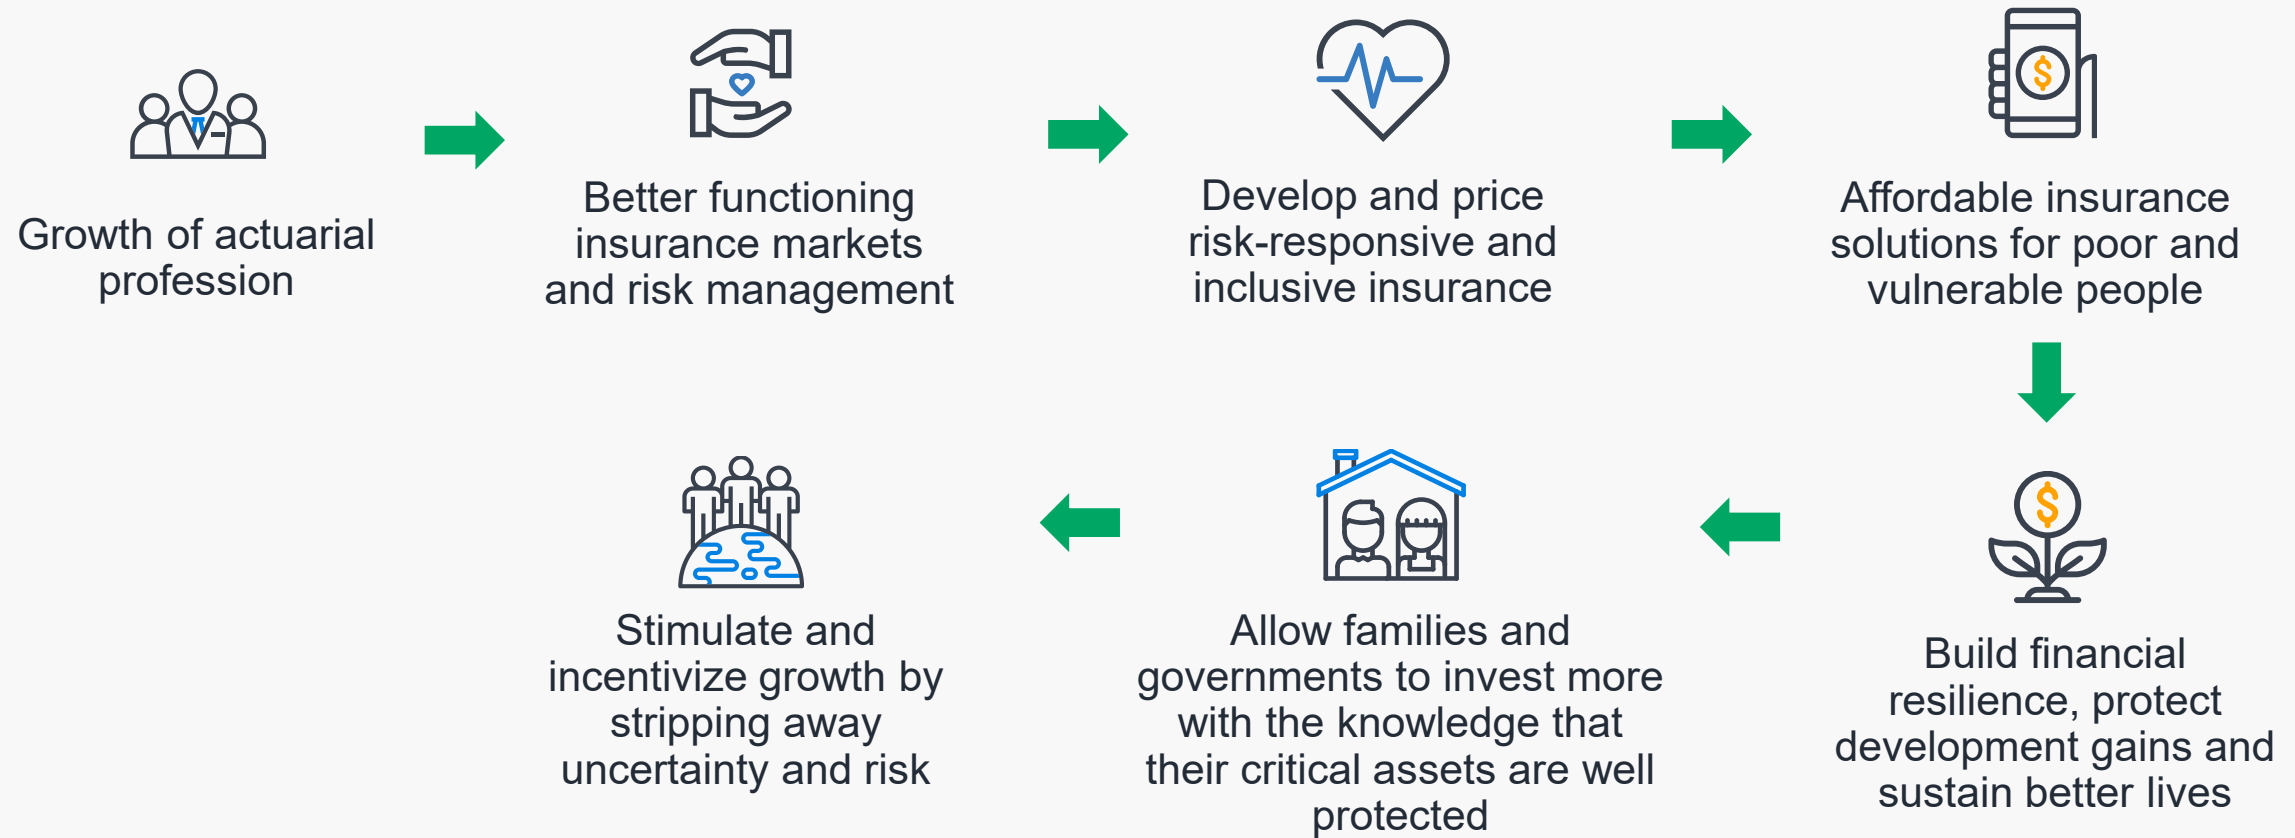 Growth of actuarial
profession
Better functioning
insurance markets
and risk management
Develop and price
risk-responsive and
inclusive insurance
Affordable insurance
solutions for poor and
vulnerable people
Build financial
resilience, protect
development gains and
sustain better lives
Allow families and
governments to invest more
with the knowledge that
their critical assets are well
protected
Stimulate and
incentivize growth by
stripping away
uncertainty and risk